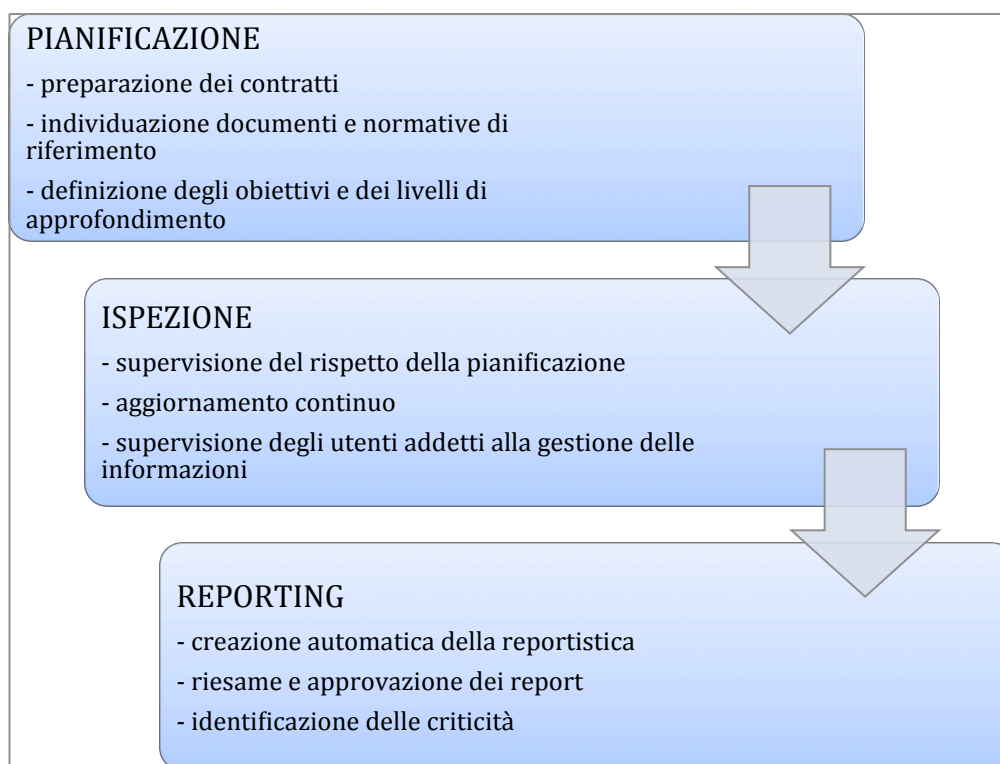 PIANIFICAZIONE
- preparazione dei contratti
- individuazione documenti e normative di
riferimento
- definizione degli obiettivi e dei livelli di
approfondimento
ISPEZIONE
- supervisione del rispetto della pianificazione
- aggiornamento continuo
- supervisione degli utenti addetti alla gestione delle
informazioni
REPORTING
- creazione automatica della reportistica
- riesame e approvazione dei report
- identificazione delle criticità